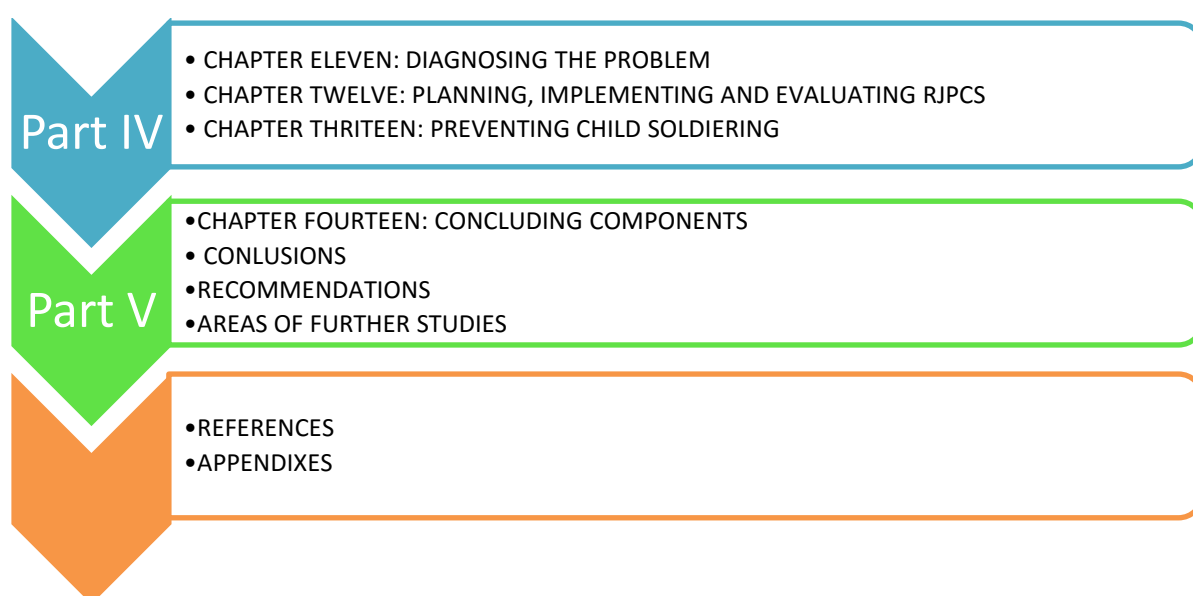 Part IV
• CHAPTER ELEVEN: DIAGNOSING THE PROBLEM
• CHAPTER TWELVE: PLANNING, IMPLEMENTING AND EVALUATING RJPCS
• CHAPTER THRITEEN: PREVENTING CHILD SOLDIERING
Part V
•CHAPTER FOURTEEN: CONCLUDING COMPONENTS
• CONLUSIONS
•RECOMMENDATIONS
•AREAS OF FURTHER STUDIES
•REFERENCES
•APPENDIXES